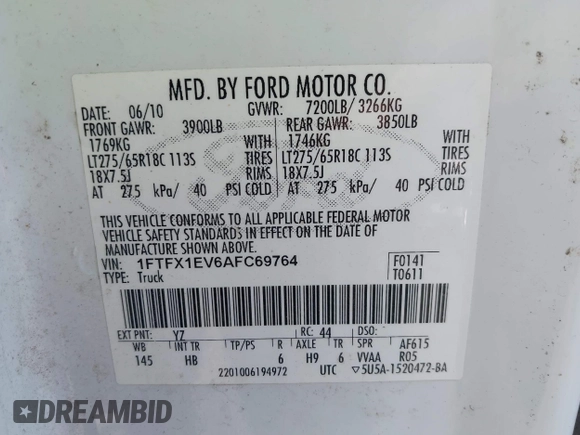 MFD. BY FORD MOTOR CO.
DATE: 06/10 GVWR: 7200LB/ 3266KG
FRONT GAWR: 3900LB REAR GAWR: 3850LB
1769KG WITH 1746KG WITH
LT275/65R18C 113S TIRES LT275/65R18C 113S TIRES
18X7.5J RIMS 18X7.5J RIMS
AT 275 kPa/ 40 PSI COLD AT 275 kPa/ 40 PSI COLD
THIS VEHICLE CONFORMS TO ALL APPLICABLE FEDERAL MOTOR
VEHICLE SAFETY STANDARDS IN EFFECT ON THE DATE OF
MANUFACTURE SHOWN ABOVE.
VIN: 1FTFX1EV6AFC69764 F0141
TYPE: Truck T0611
EXT PNT: Y7 RC: 44 DSO:
WB INT TR TP/PS R AXLE TR SPR AF615
145 HB 6 H9 6 VVAA R05
2201006194972 UTC ▽5U5A-1520472-BA
DREAMBID